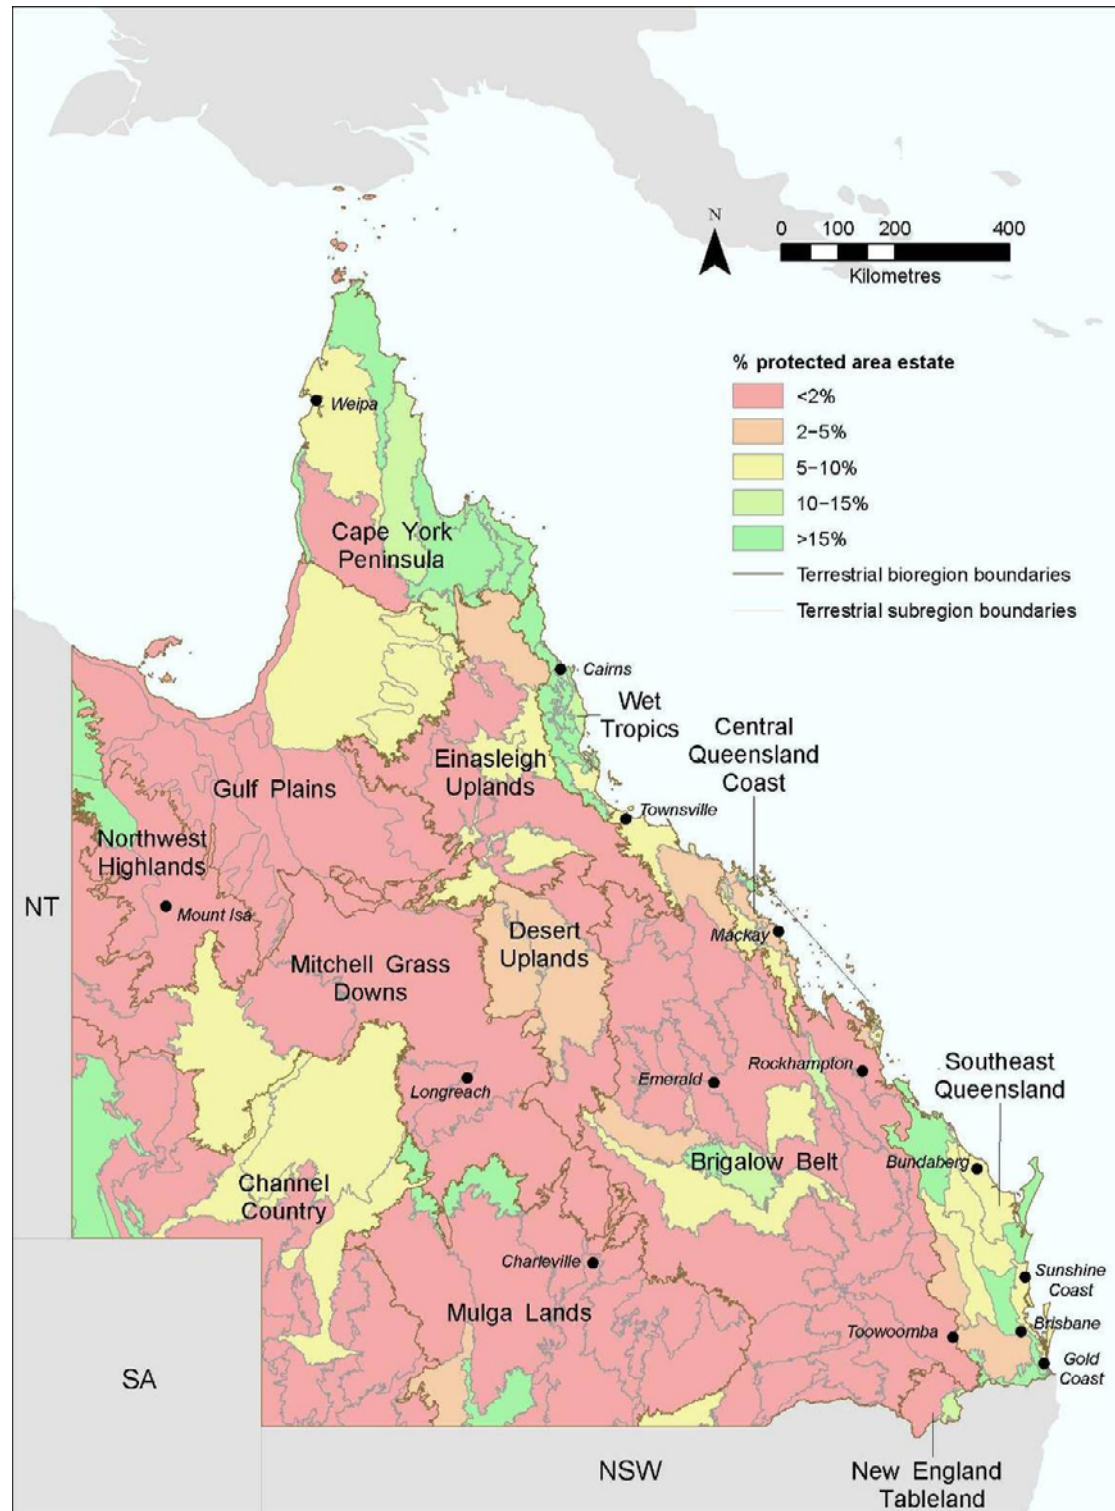 N
0 100 200 400
Kilometres
% protected area estate
<2%
2-5%
5-10%
10-15%
>15%
Terrestrial bioregion boundaries
Terrestrial subregion boundaries
Weipa
Cape York
Peninsula
Cairns
Wet
Tropics
Central
Queensland
Coast
Einasleigh
Uplands
Gulf Plains
Townsville
Northwest
Highlands
NT
Mount Isa
Desert
Uplands
Mackay
Mitchell Grass
Downs
Longreach
Emerald
Rockhampton
Southeast
Queensland
Brigalow Belt
Bundaberg
Channel
Country
Charleville
Sunshine
Coast
Mulga Lands
Toowoomba
Brisbane
Gold
Coast
SA
NSW
New England
Tableland